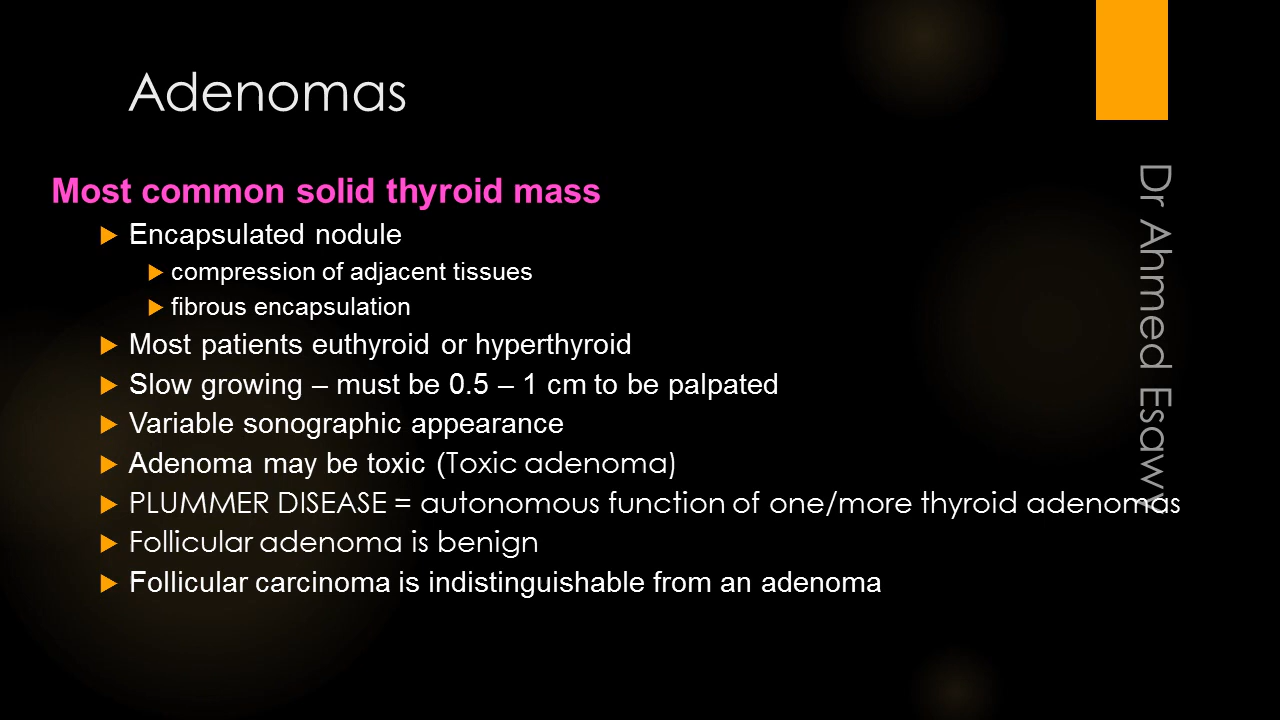 Adenomas
Most common solid thyroid mass
Encapsulated nodule
compression of adjacent tissues
fibrous encapsulation
Most patients euthyroid or hyperthyroid
Slow growing – must be 0.5 – 1 cm to be palpated
Variable sonographic appearance
Adenoma may be toxic (Toxic adenoma)
PLUMMER DISEASE = autonomous function of one/more thyroid adenomas
Follicular adenoma is benign
Follicular carcinoma is indistinguishable from an adenoma
Dr Ahmed Esawy